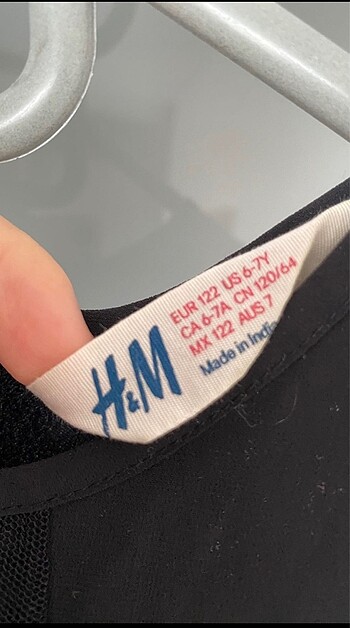 H&M
EUR 122 US 6-7Y
CA 6-7A CN 120/64
MX 122 AUS 7
Made in India